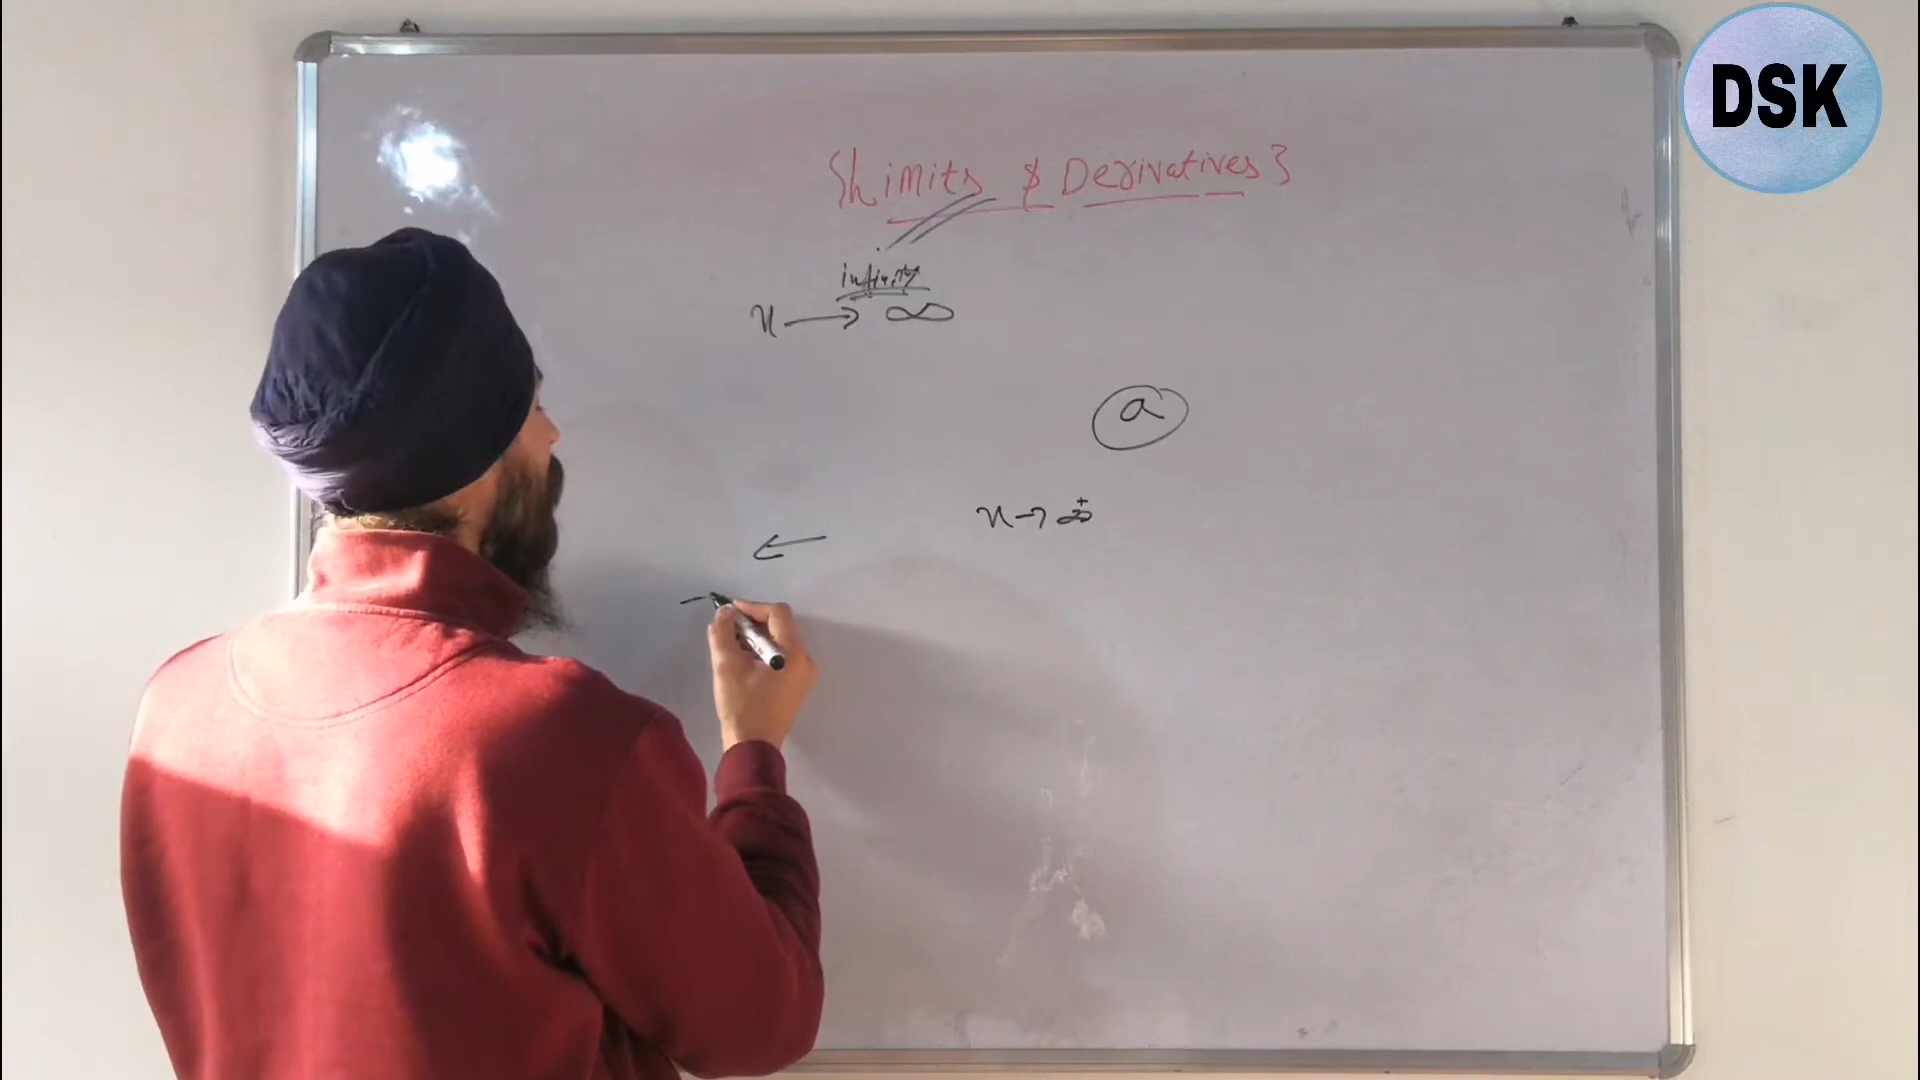 DSK
{Limits & Derivatives}
infinity
x → ∞
a
x → +∞
←